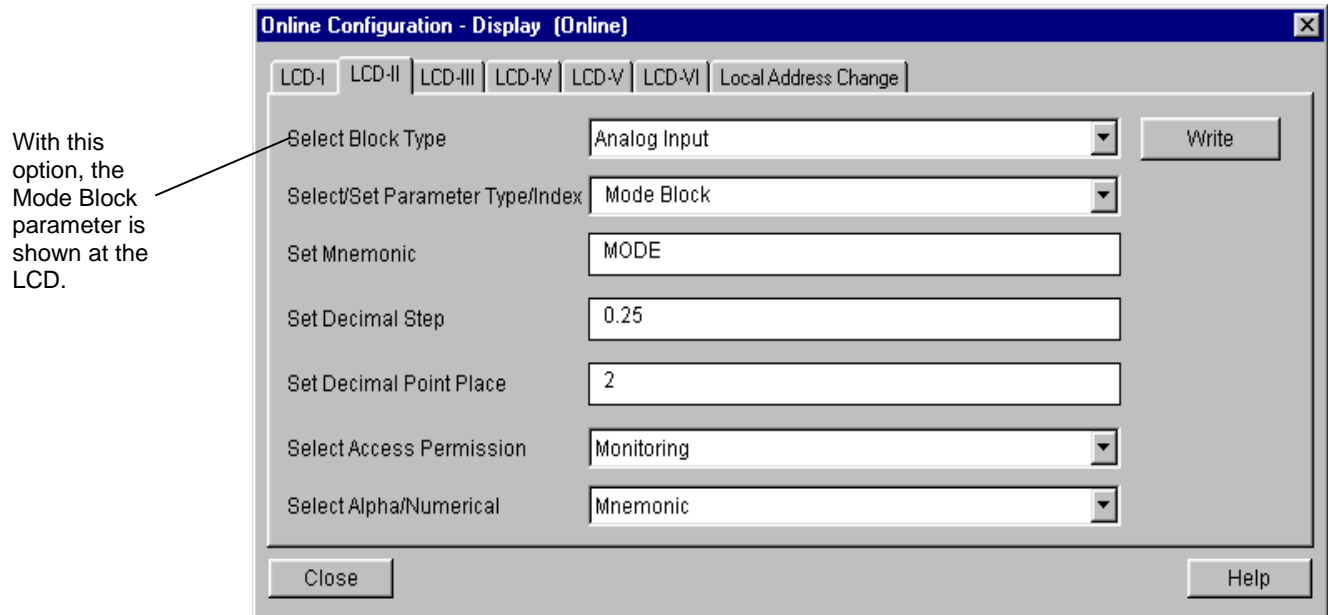 Online Configuration - Display (Online)
LCD-I LCD-II LCD-III LCD-IV LCD-V LCD-VI Local Address Change
With this
option, the
Mode Block
parameter is
shown at the
LCD.
Select Block Type Analog Input Write
Select/Set Parameter Type/Index Mode Block
Set Mnemonic MODE
Set Decimal Step 0.25
Set Decimal Point Place 2
Select Access Permission Monitoring
Select Alpha/Numerical Mnemonic
Close Help